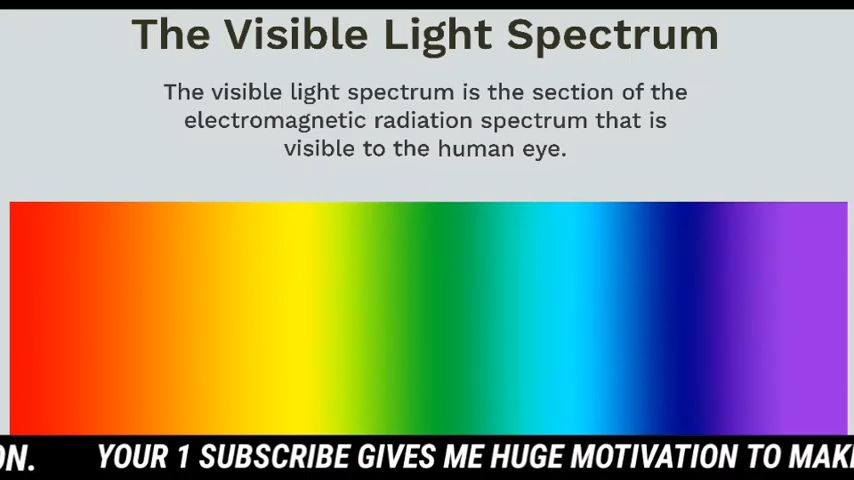 The Visible Light Spectrum
The visible light spectrum is the section of the
electromagnetic radiation spectrum that is
visible to the human eye.
ON. YOUR 1 SUBSCRIBE GIVES ME HUGE MOTIVATION TO MAK